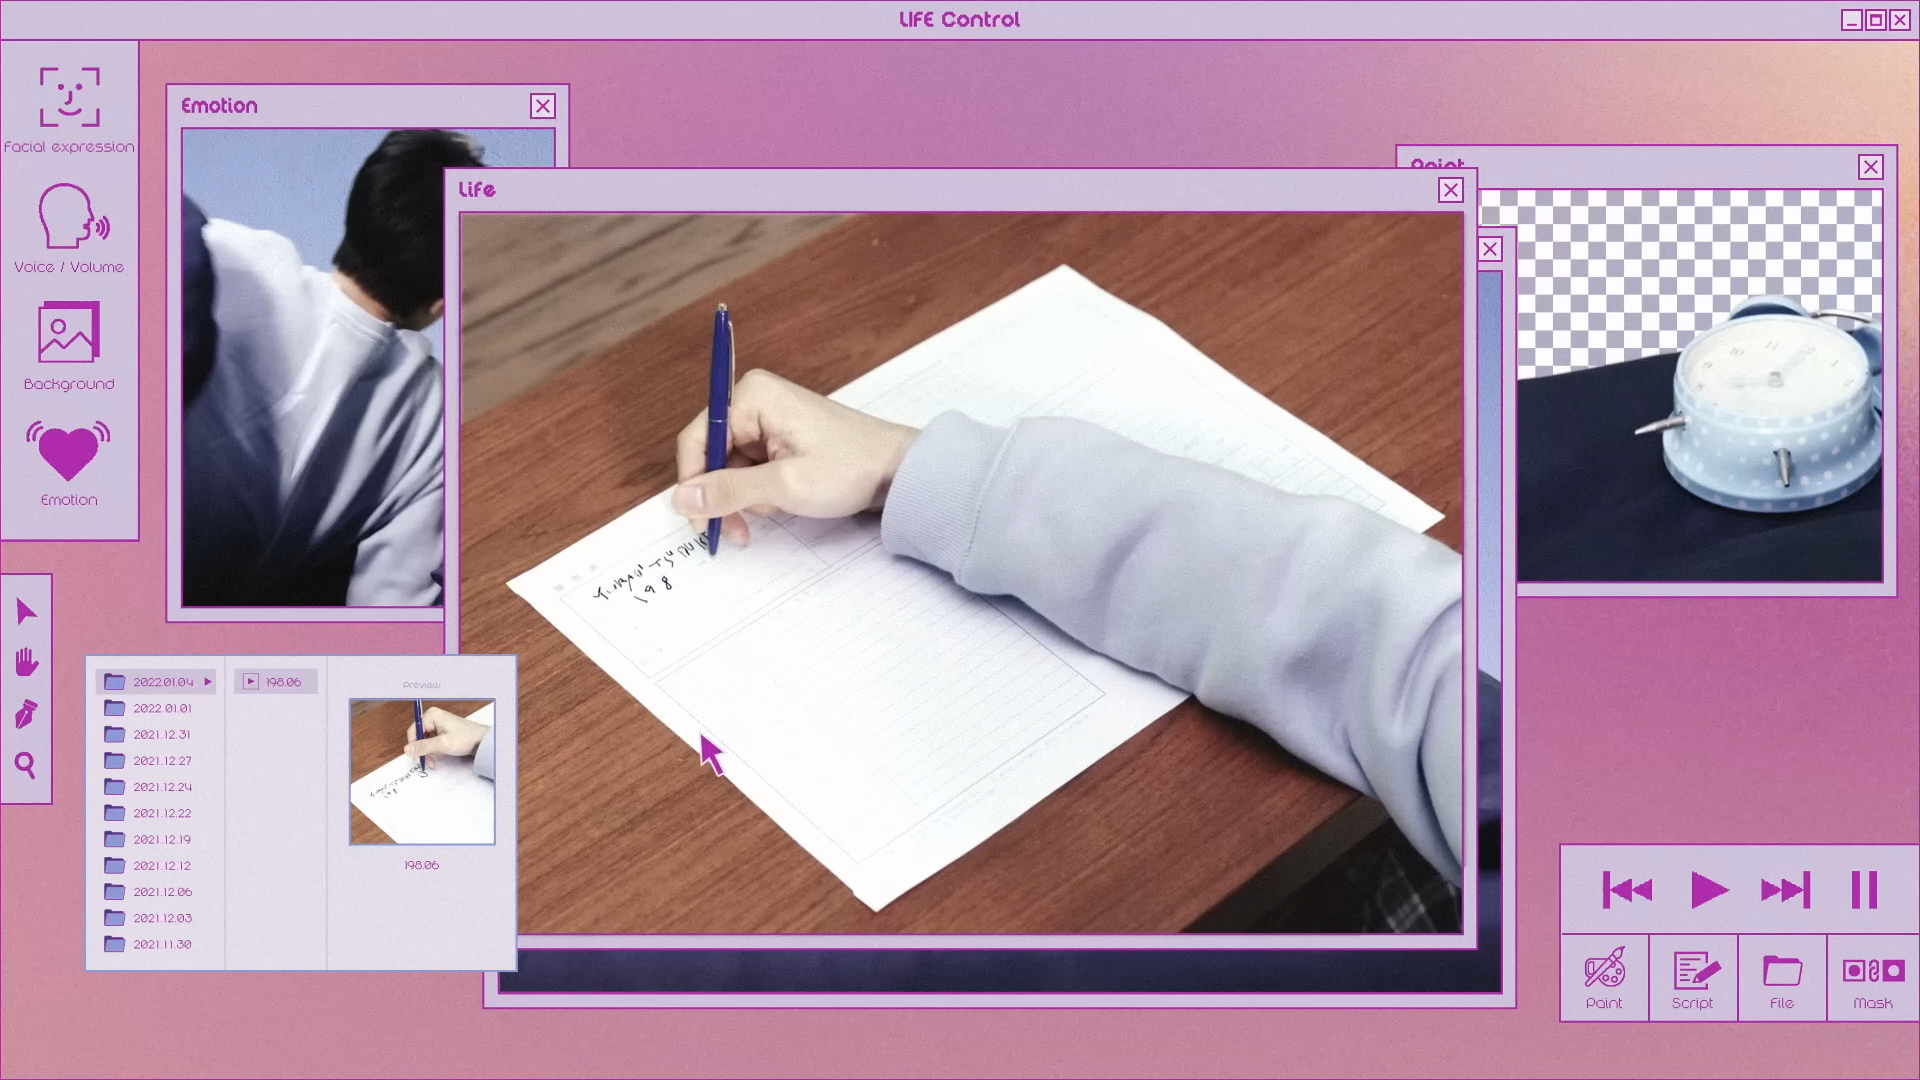 LIFE Control
Facial expression
Voice / Volume
Background
Emotion
Emotion
Life
198
2022.01.04
2022.01.01
2021.12.31
2021.12.27
2021.12.24
2021.12.22
2021.12.19
2021.12.12
2021.12.06
2021.12.03
2021.11.30
198.06
Preview
198.06
Paint
Paint
Script
File
Mask